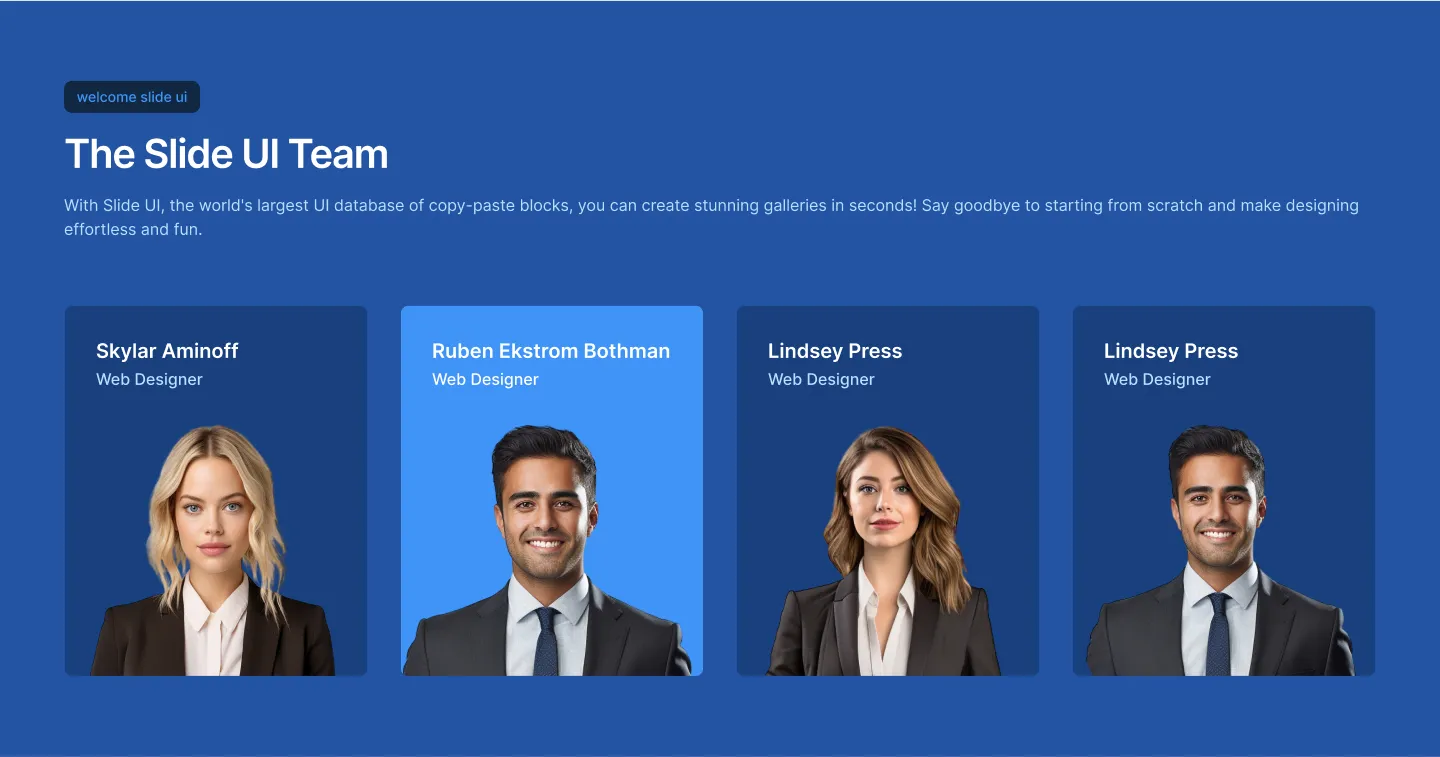 welcome slide ui
The Slide UI Team
With Slide UI, the world's largest UI database of copy-paste blocks, you can create stunning galleries in seconds! Say goodbye to starting from scratch and make designing
effortless and fun.
Skylar Aminoff
Web Designer
Ruben Ekstrom Bothman
Web Designer
Lindsey Press
Web Designer
Lindsey Press
Web Designer